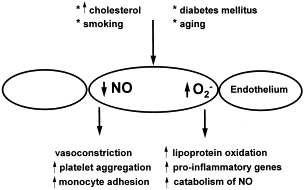 * ↑ cholesterol
* smoking
* diabetes mellitus
* aging
↓ NO
↑ O₂⁻
Endothelium
vasoconstriction
↑ platelet aggregation
↑ monocyte adhesion
↑ lipoprotein oxidation
↑ pro-inflammatory genes
↑ catabolism of NO